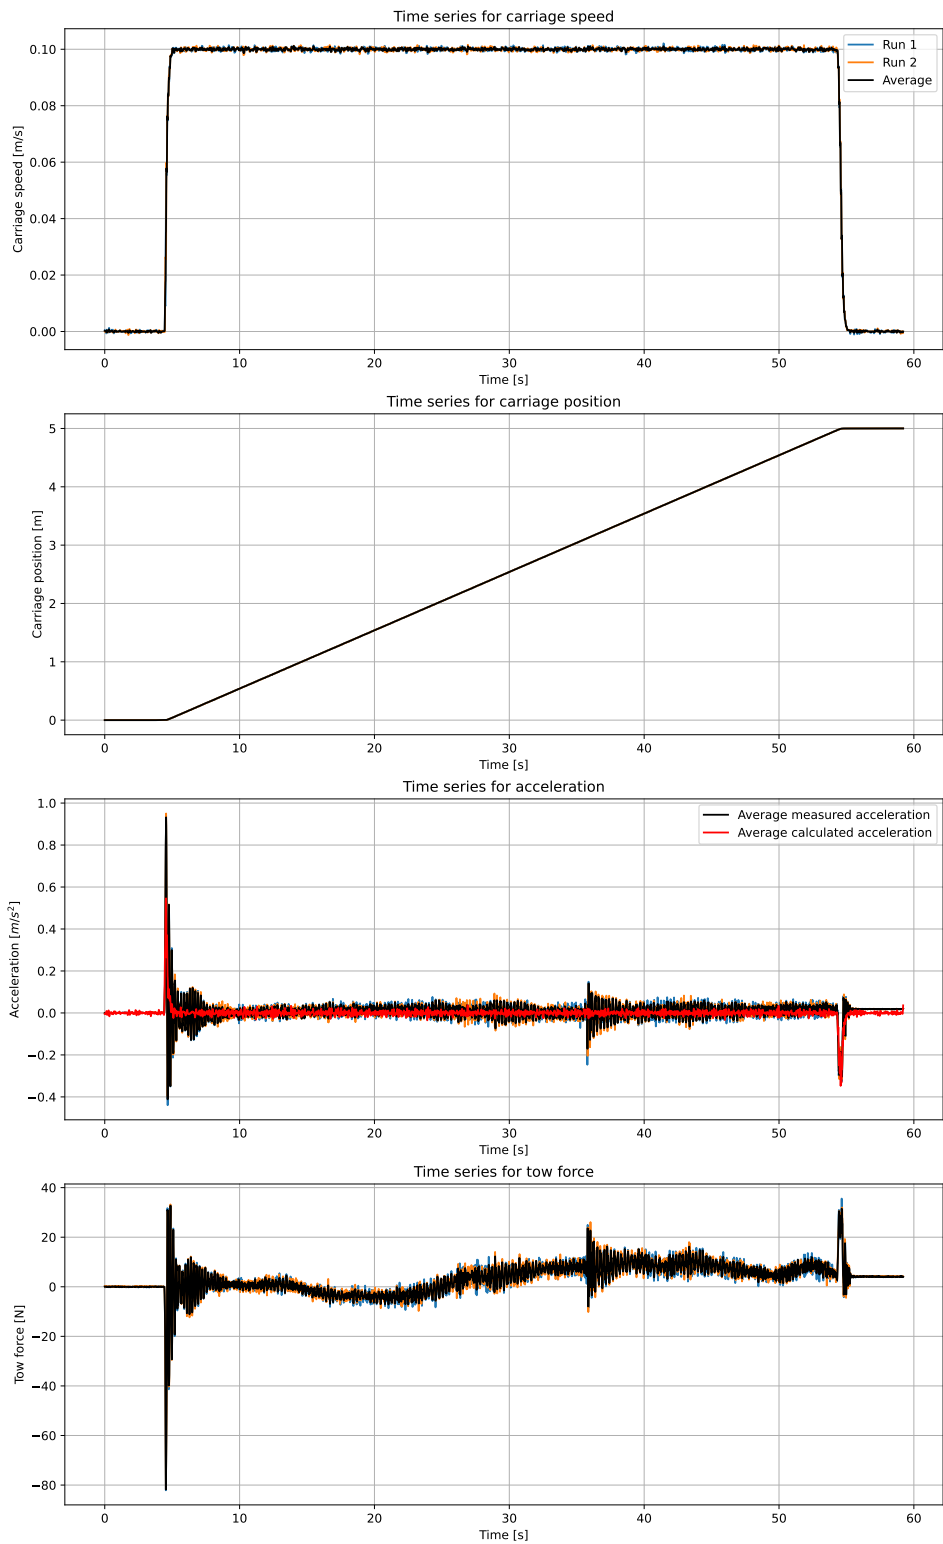 Time series for carriage speed
Carriage speed [m/s]
0.10
0.08
0.06
0.04
0.02
0.00
Run 1
Run 2
Average
0 10 20 30 40 50 60
Time [s]
Time series for carriage position
Carriage position [m]
5
4
3
2
1
0
0 10 20 30 40 50 60
Time [s]
Time series for acceleration
Acceleration [m/s²]
1.0
0.8
0.6
0.4
0.2
0.0
−0.2
−0.4
Average measured acceleration
Average calculated acceleration
0 10 20 30 40 50 60
Time [s]
Time series for tow force
Tow force [N]
40
20
0
−20
−40
−60
−80
0 10 20 30 40 50 60
Time [s]